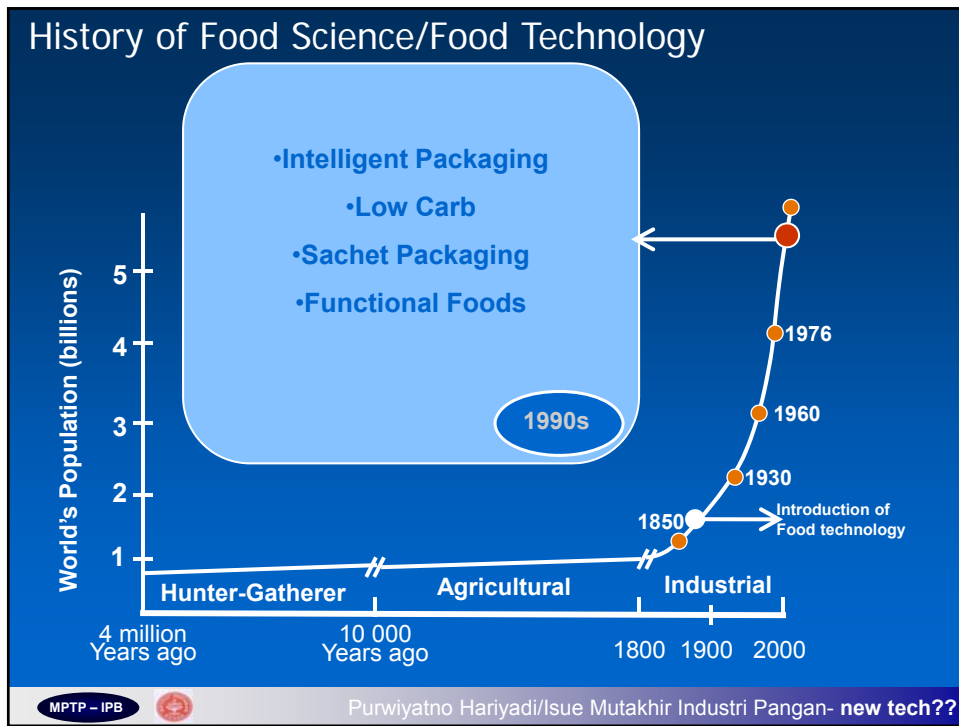 History of Food Science/Food Technology
•Intelligent Packaging
•Low Carb
•Sachet Packaging
•Functional Foods
1990s
World's Population (billions)
5
4
3
2
1
1976
1960
1930
1850
Introduction of
Food technology
Hunter-Gatherer
Agricultural
Industrial
4 million
Years ago
10 000
Years ago
1800
1900
2000
MPTP – IPB
Purwiyatno Hariyadi/Isue Mutakhir Industri Pangan- new tech??